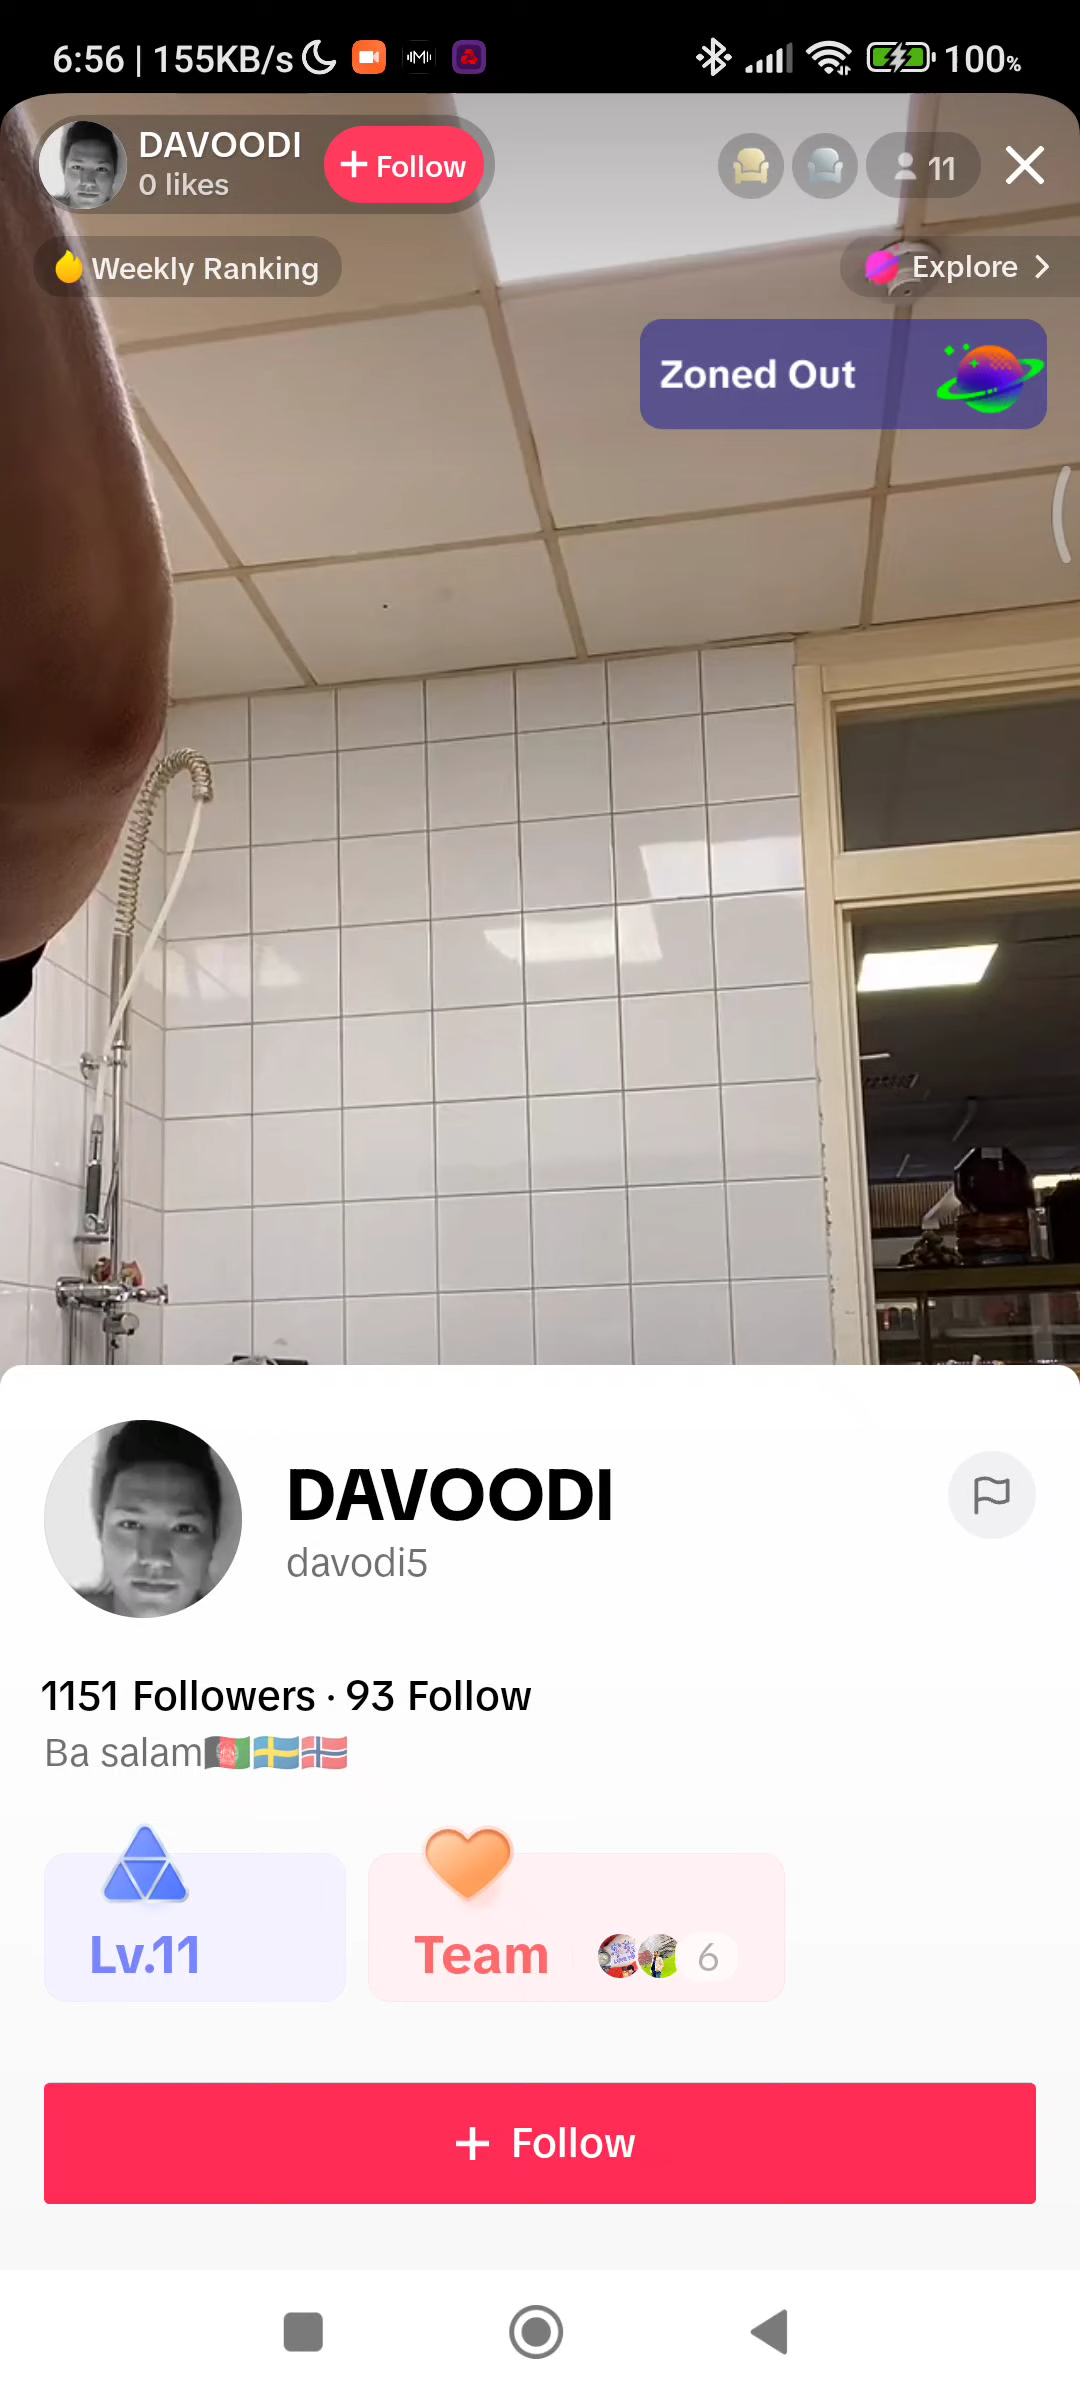 6:56 | 155KB/s
100%
DAVOODI
0 likes
+ Follow
11
Weekly Ranking
Explore >
Zoned Out
DAVOODI
davodi5
1151 Followers · 93 Follow
Ba salam🇦🇫🇸🇪🇳🇴
Lv.11
Team
6
+ Follow